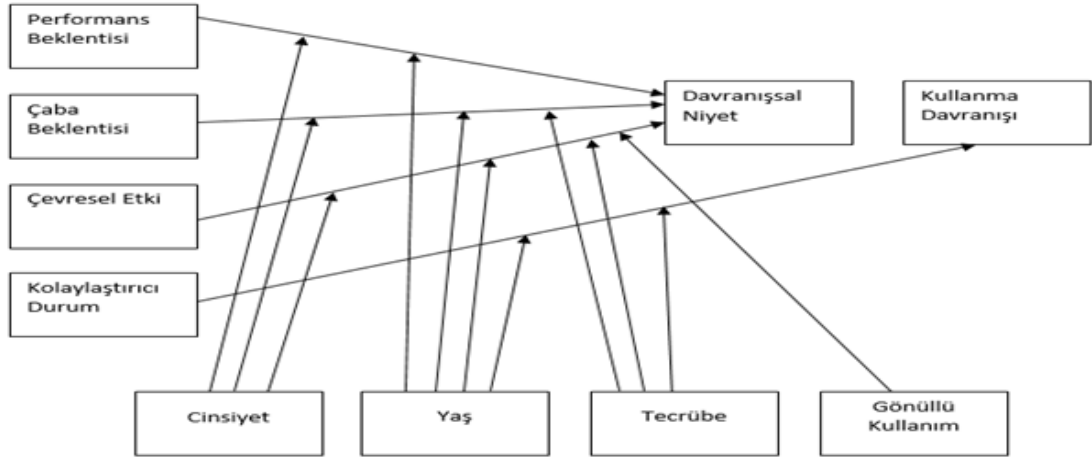 Performans
Beklentisi
Çaba
Beklentisi
Çevresel Etki
Kolaylaştırıcı
Durum
Davranışsal
Niyet
Kullanma
Davranışı
Cinsiyet
Yaş
Tecrübe
Gönüllü
Kullanım